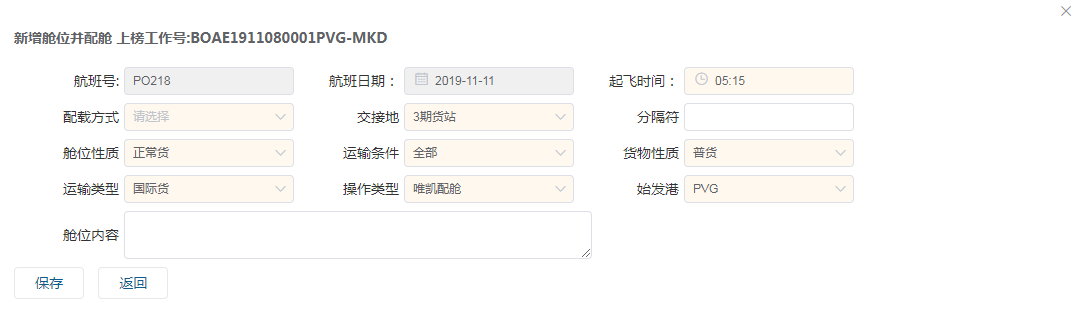 新增舱位并配舱 上榜工作号:BOAE1911080001PVG-MKD
航班号: PO218 航班日期： 2019-11-11 起飞时间： 05:15
配载方式 请选择 交接地 3期货站 分隔符
舱位性质 正常货 运输条件 全部 货物性质 普货
运输类型 国际货 操作类型 唯凯配舱 始发港 PVG
舱位内容
保存 返回